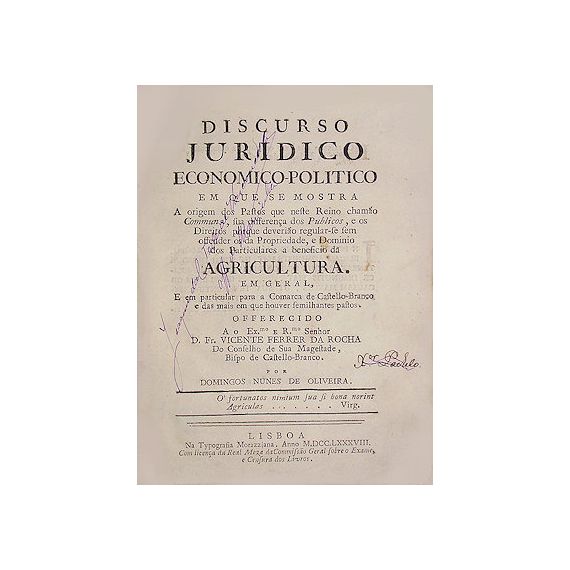 DISCURSO
JURIDICO
ECONOMICO-POLITICO
EM QUE SE MOSTRA
A origem dos Paſtos que neſte Reino chamão
Communs, ſua differença dos Publicos, e os
Direitos porque deverião regular-ſe ſem
offender os da Propriedade, e Dominio
dos Particulares a beneficio da
AGRICULTURA.
EM GERAL,
E em particular para a Comarca de Caſtello-Branco,
e das mais em que houver ſemilhantes paſtos.
OFFERECIDO
A o Ex.mo E R.mo Senhor
D. Fr. VICENTE FERRER DA ROCHA
Do Conſelho de Sua Mageſtade,
Biſpo de Caſtello-Branco.
POR
DOMINGOS NUNES DE OLIVEIRA.
O' fortunatos nimium ſua ſi bona norint
Agricolas . . . . . . . Virg.
LISBOA
Na Typografia Morazziana. Anno M.DCC.LXXXVIII.
Com licença da Real Meza da Commiſsão Geral ſobre o Exame,
e Cenſura dos Livros.